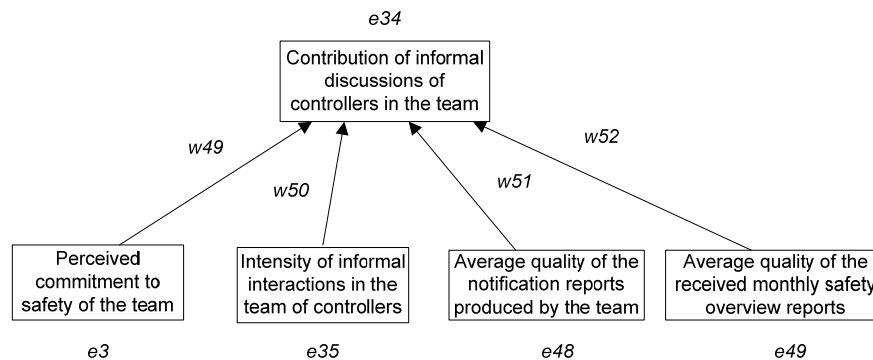 e34
Contribution of informal
discussions of
controllers in the team
w49
w50
w51
w52
Perceived
commitment to
safety of the team
Intensity of informal
interactions in the
team of controllers
Average quality of the
notification reports
produced by the team
Average quality of the
received monthly safety
overview reports
e3
e35
e48
e49